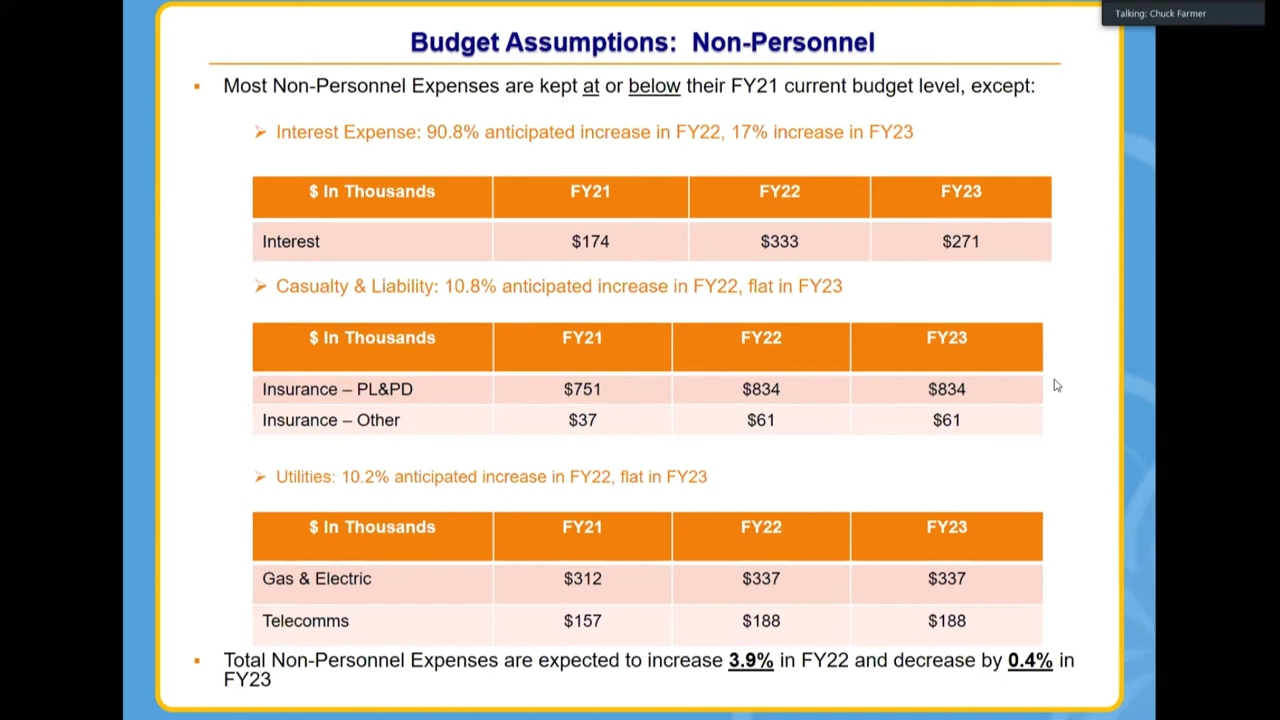 Talking: Chuck Farmer
Budget Assumptions: Non-Personnel
Most Non-Personnel Expenses are kept at or below their FY21 current budget level, except:
Interest Expense: 90.8% anticipated increase in FY22, 17% increase in FY23
$ In Thousands FY21 FY22 FY23
Interest $174 $333 $271
Casualty & Liability: 10.8% anticipated increase in FY22, flat in FY23
$ In Thousands FY21 FY22 FY23
Insurance – PL&PD $751 $834 $834
Insurance – Other $37 $61 $61
Utilities: 10.2% anticipated increase in FY22, flat in FY23
$ In Thousands FY21 FY22 FY23
Gas & Electric $312 $337 $337
Telecomms $157 $188 $188
Total Non-Personnel Expenses are expected to increase 3.9% in FY22 and decrease by 0.4% in
FY23